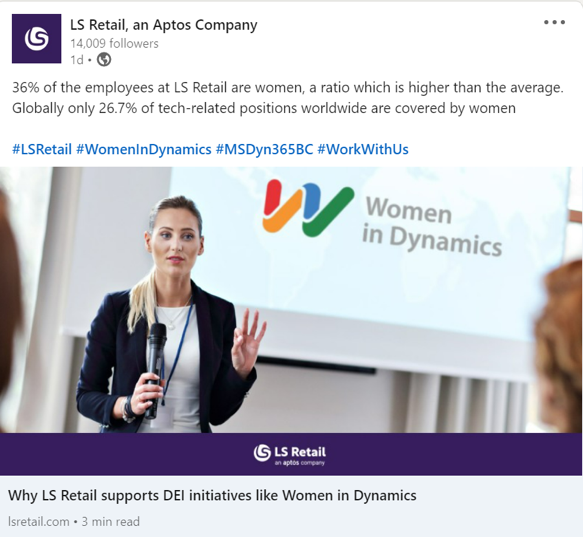 LS Retail, an Aptos Company
14,009 followers
1d •
36% of the employees at LS Retail are women, a ratio which is higher than the average.
Globally only 26.7% of tech-related positions worldwide are covered by women
#LSRetail #WomenInDynamics #MSDyn365BC #WorkWithUs
Women
in Dynamics
LS Retail
an aptos company
Why LS Retail supports DEI initiatives like Women in Dynamics
lsretail.com • 3 min read